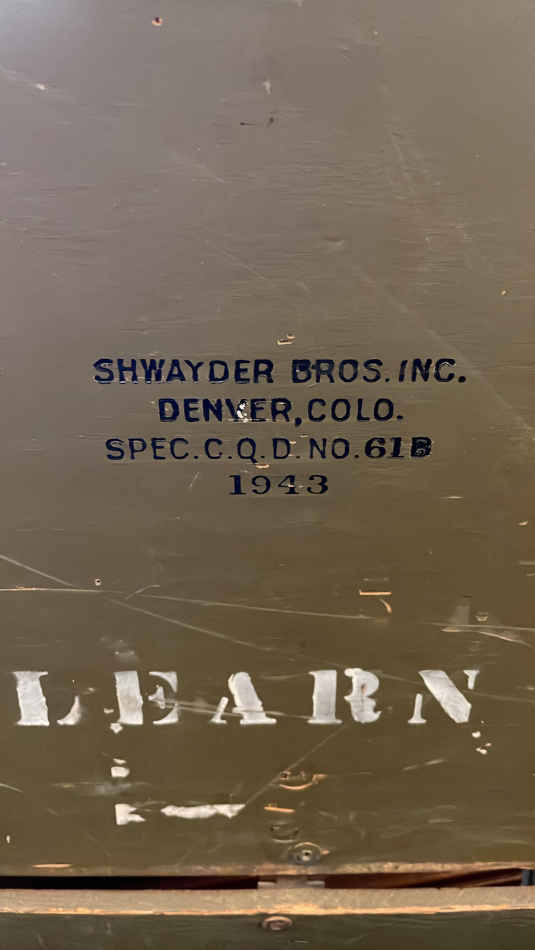 SHWAYDER BROS. INC.
DENVER, COLO.
SPEC. C.Q.D. NO. 61B
1943
LEARN